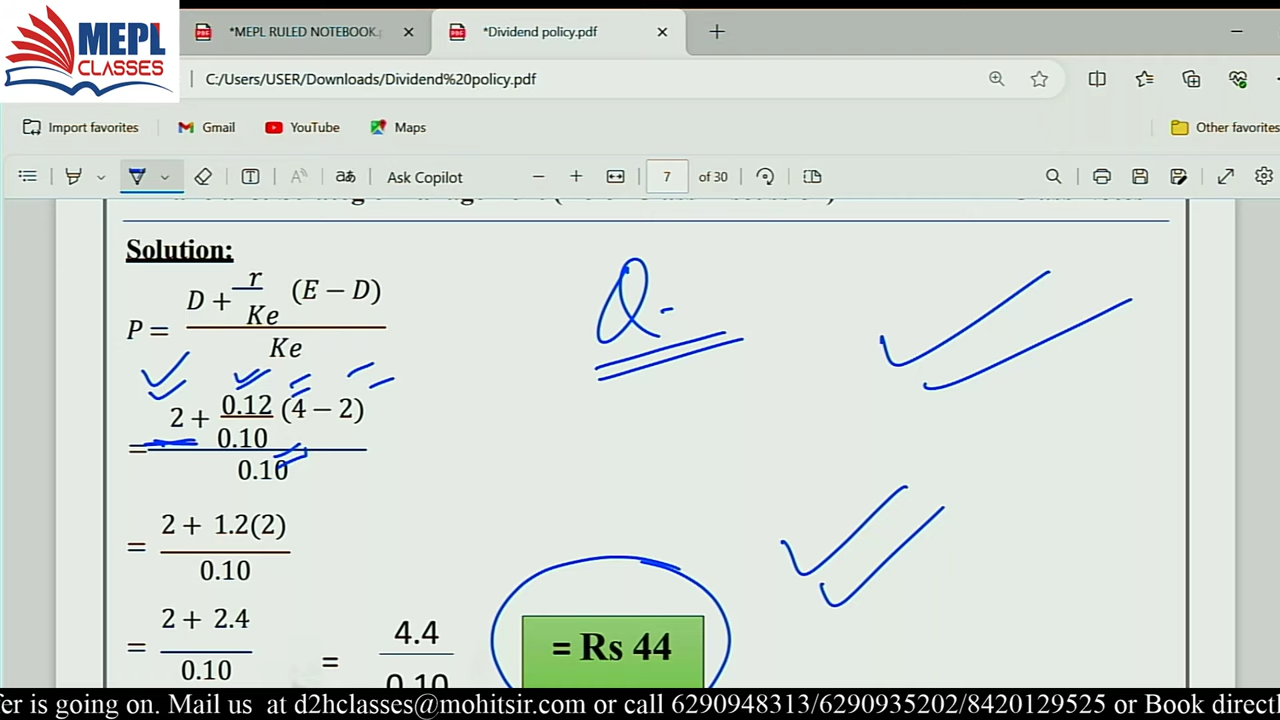 MEPL
CLASSES
*MEPL RULED NOTEBOOK.p
*Dividend policy.pdf
C:/Users/USER/Downloads/Dividend%20policy.pdf
Import favorites
Gmail
YouTube
Maps
Other favorites
Ask Copilot
7
of 30
Solution:
P = D + r/Ke (E − D) / Ke
= 2 + 0.12/0.10 (4 − 2) / 0.10
= 2 + 1.2(2) / 0.10
= 2 + 2.4 / 0.10 = 4.4 / 0.10
= Rs 44
Q.
fer is going on. Mail us at d2hclasses@mohitsir.com or call 6290948313/6290935202/8420129525 or Book directl